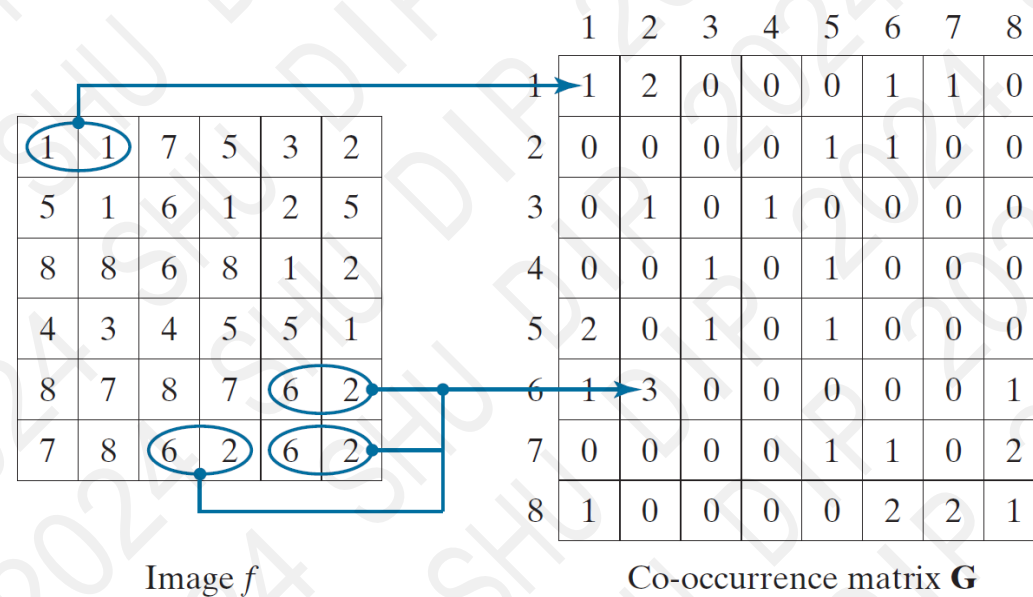 1 2 3 4 5 6 7 8
1 1 2 0 0 0 1 1 0
1 1 7 5 3 2
2 0 0 0 0 1 1 0 0
5 1 6 1 2 5
3 0 1 0 1 0 0 0 0
8 8 6 8 1 2
4 0 0 1 0 1 0 0 0
4 3 4 5 5 1
5 2 0 1 0 1 0 0 0
8 7 8 7 6 2
6 1 3 0 0 0 0 0 1
7 8 6 2 6 2
7 0 0 0 0 1 1 0 2
8 1 0 0 0 0 2 2 1
Image f
Co-occurrence matrix G
SHU DIP 2024